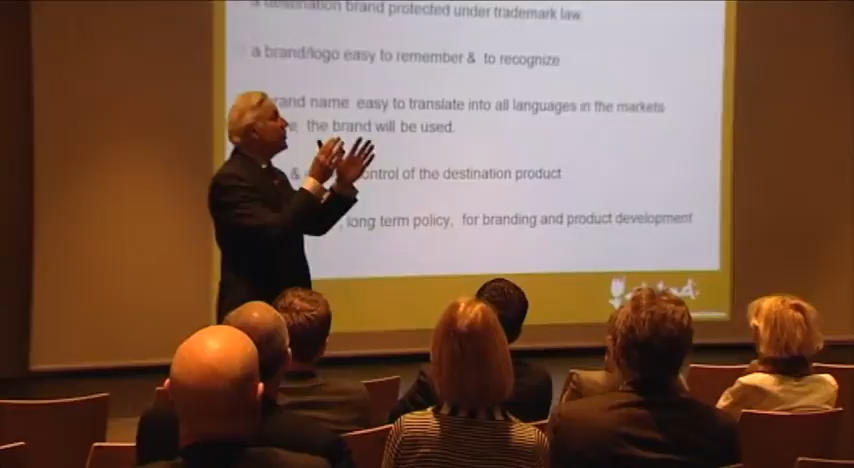 a destination brand protected under trademark law
a brand/logo easy to remember & to recognize
brand name easy to translate into all languages in the markets
the brand will be used.
& control of the destination product
, long term policy, for branding and product development